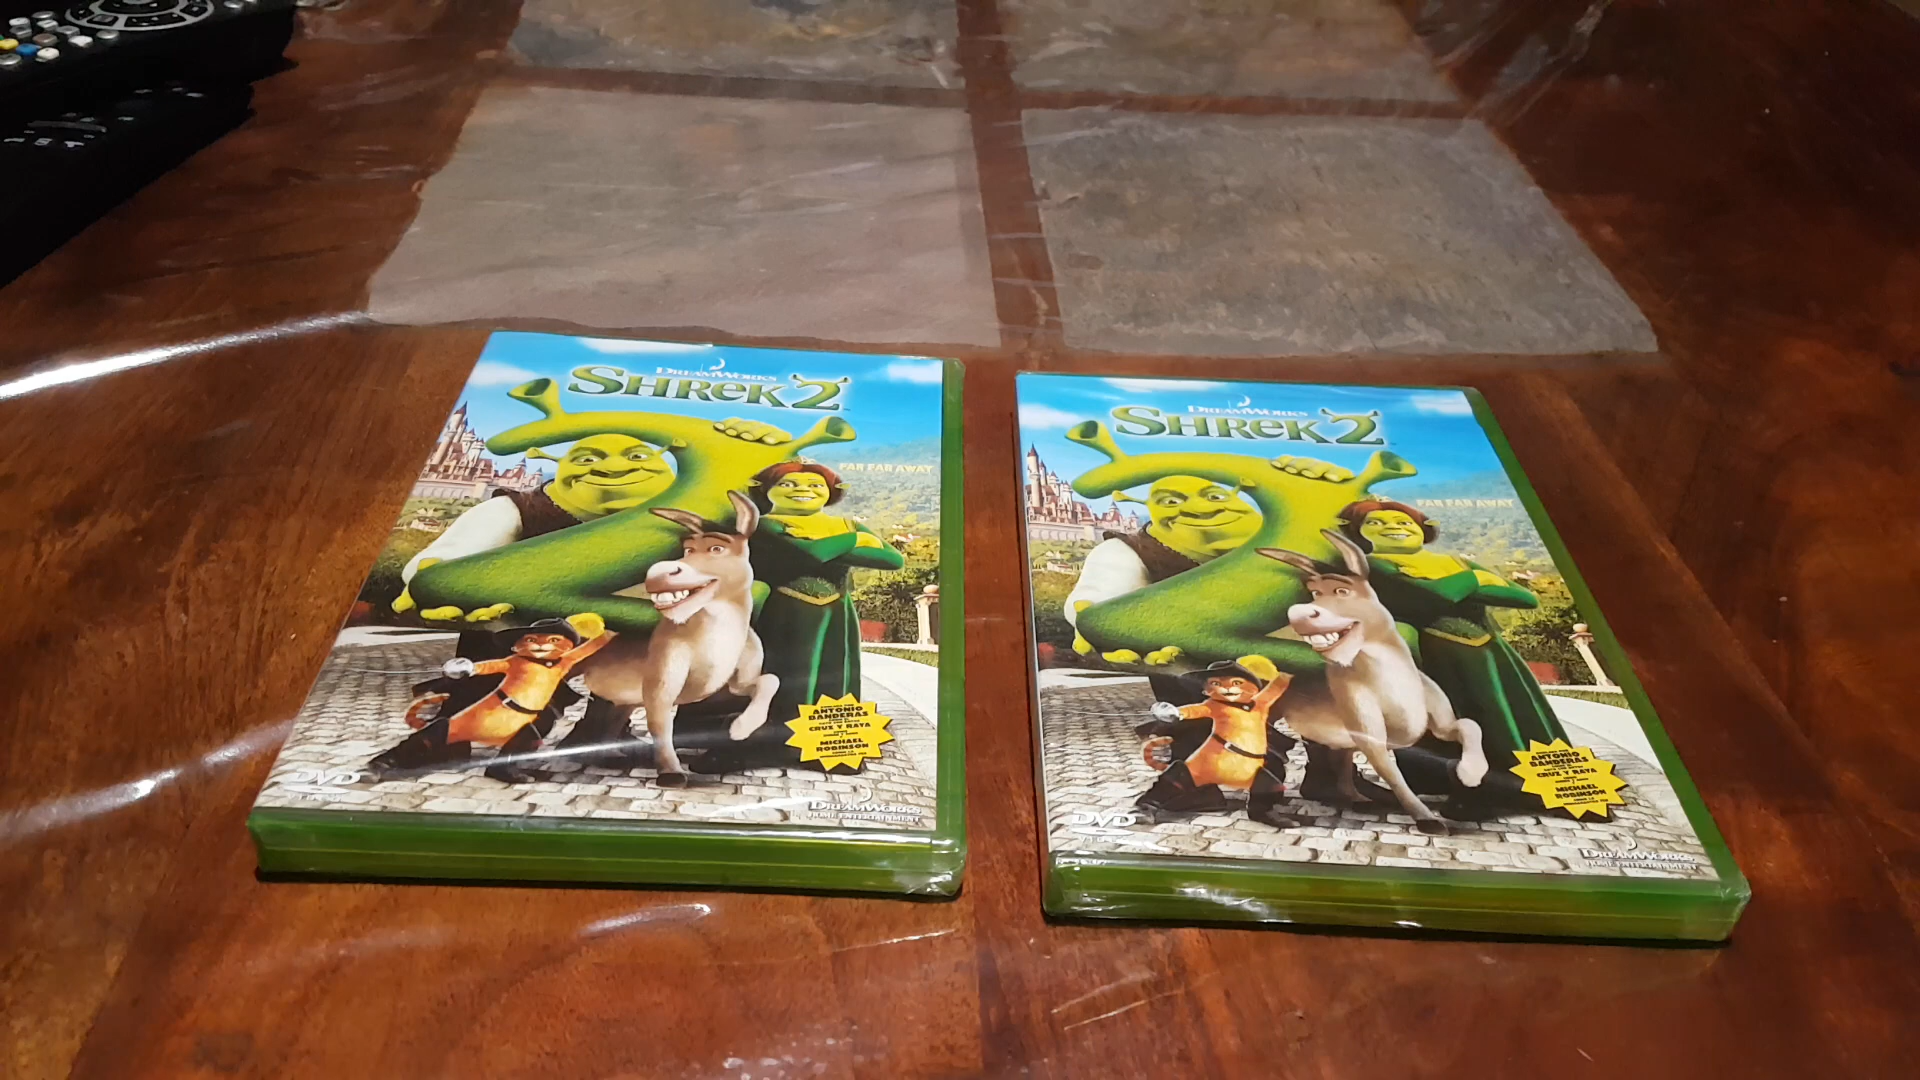 DREAMWORKS
SHREK 2
FAR FAR AWAY
ANTONIO
BANDERAS
CRUZ Y RAYA
MICHAEL
ROBINSON
DVD
DREAMWORKS
HOME ENTERTAINMENT
DREAMWORKS
SHREK 2
FAR FAR AWAY
ANTONIO
BANDERAS
CRUZ Y RAYA
MICHAEL
ROBINSON
DVD
DREAMWORKS
HOME ENTERTAINMENT